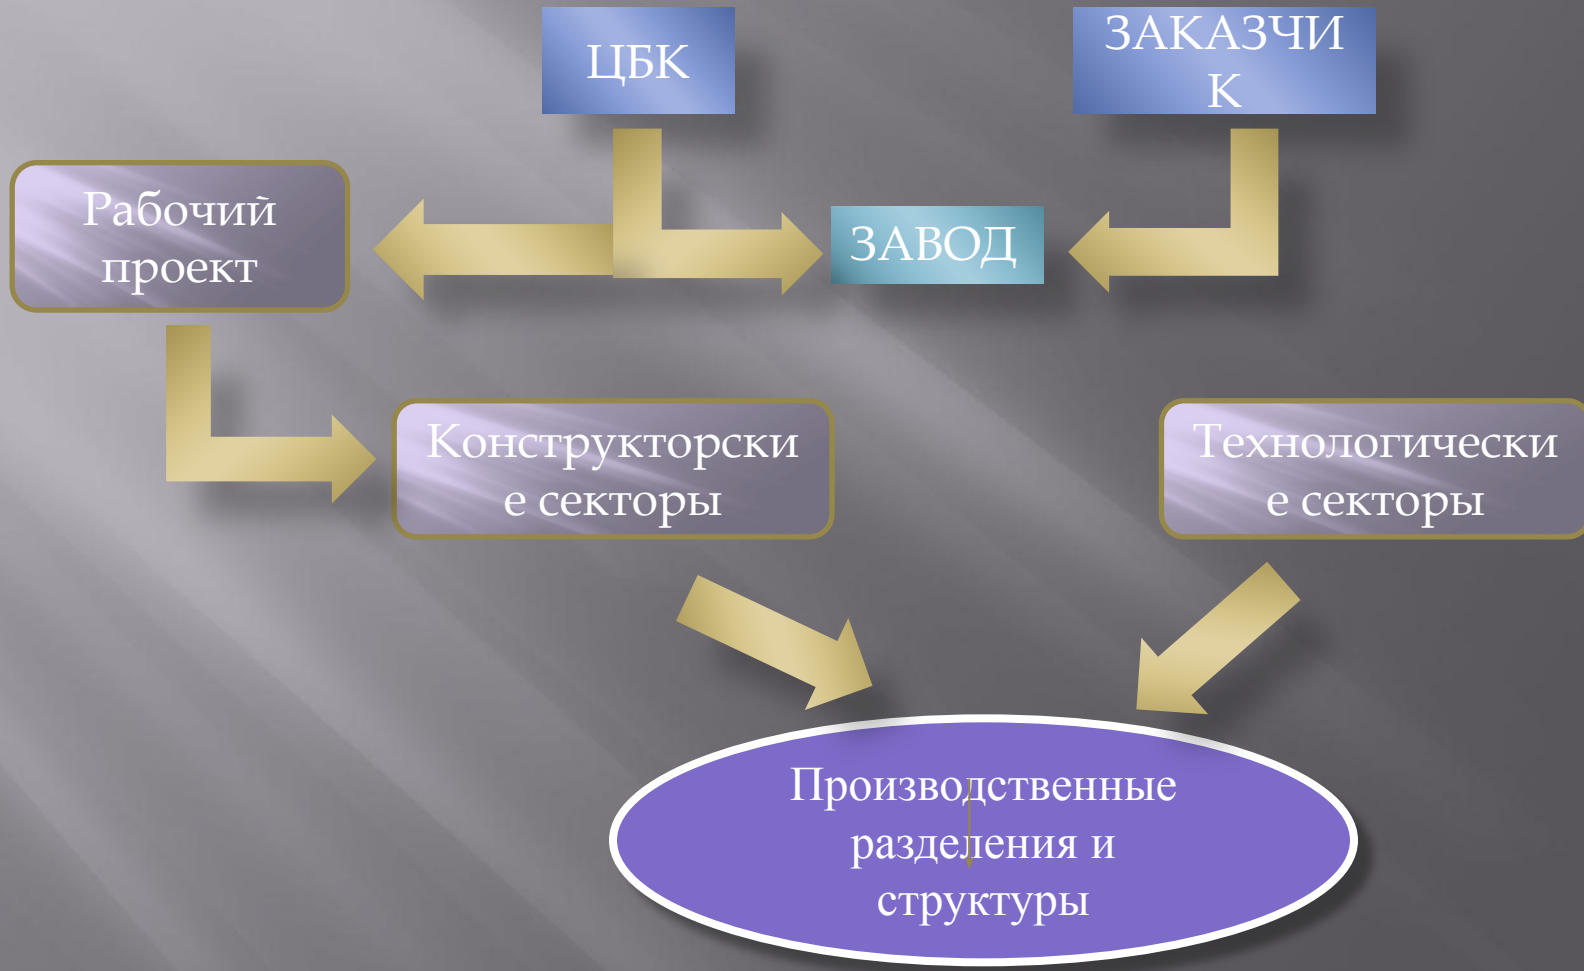 ЦБК
ЗАКАЗЧИ
К
Рабочий
проект
ЗАВОД
Конструкторски
е секторы
Технологически
е секторы
Производственные
разделения и
структуры